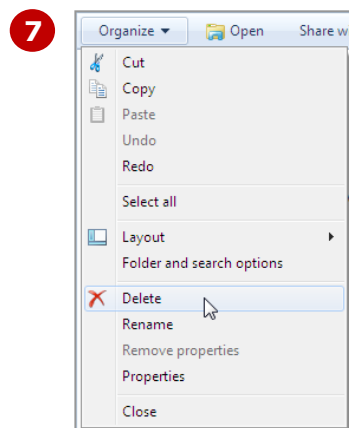 7
Organize ▼ Open Share w
Cut
Copy
Paste
Undo
Redo
Select all
Layout
Folder and search options
Delete
Rename
Remove properties
Properties
Close